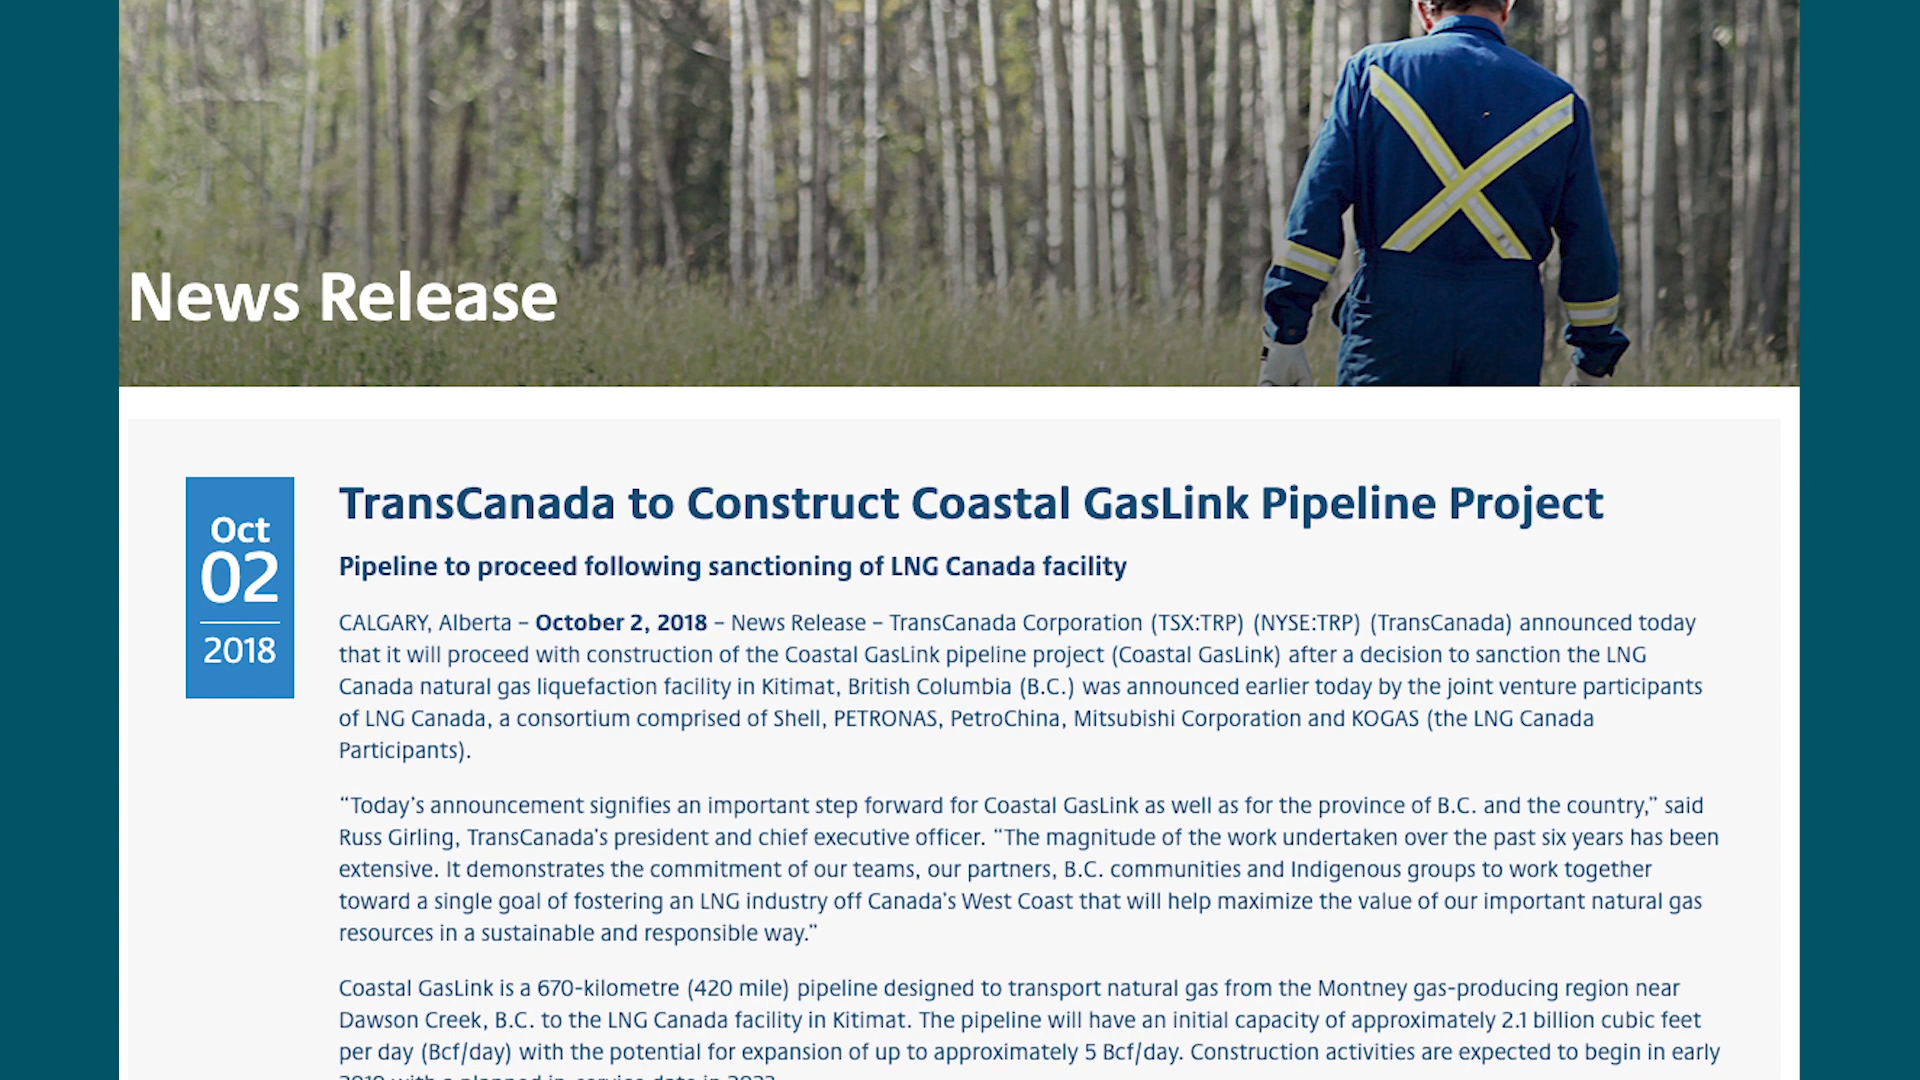 News Release
Oct
02
2018
TransCanada to Construct Coastal GasLink Pipeline Project
Pipeline to proceed following sanctioning of LNG Canada facility
CALGARY, Alberta – October 2, 2018 – News Release – TransCanada Corporation (TSX:TRP) (NYSE:TRP) (TransCanada) announced today
that it will proceed with construction of the Coastal GasLink pipeline project (Coastal GasLink) after a decision to sanction the LNG
Canada natural gas liquefaction facility in Kitimat, British Columbia (B.C.) was announced earlier today by the joint venture participants
of LNG Canada, a consortium comprised of Shell, PETRONAS, PetroChina, Mitsubishi Corporation and KOGAS (the LNG Canada
Participants).
“Today’s announcement signifies an important step forward for Coastal GasLink as well as for the province of B.C. and the country,” said
Russ Girling, TransCanada’s president and chief executive officer. “The magnitude of the work undertaken over the past six years has been
extensive. It demonstrates the commitment of our teams, our partners, B.C. communities and Indigenous groups to work together
toward a single goal of fostering an LNG industry off Canada’s West Coast that will help maximize the value of our important natural gas
resources in a sustainable and responsible way.”
Coastal GasLink is a 670-kilometre (420 mile) pipeline designed to transport natural gas from the Montney gas-producing region near
Dawson Creek, B.C. to the LNG Canada facility in Kitimat. The pipeline will have an initial capacity of approximately 2.1 billion cubic feet
per day (Bcf/day) with the potential for expansion of up to approximately 5 Bcf/day. Construction activities are expected to begin in early